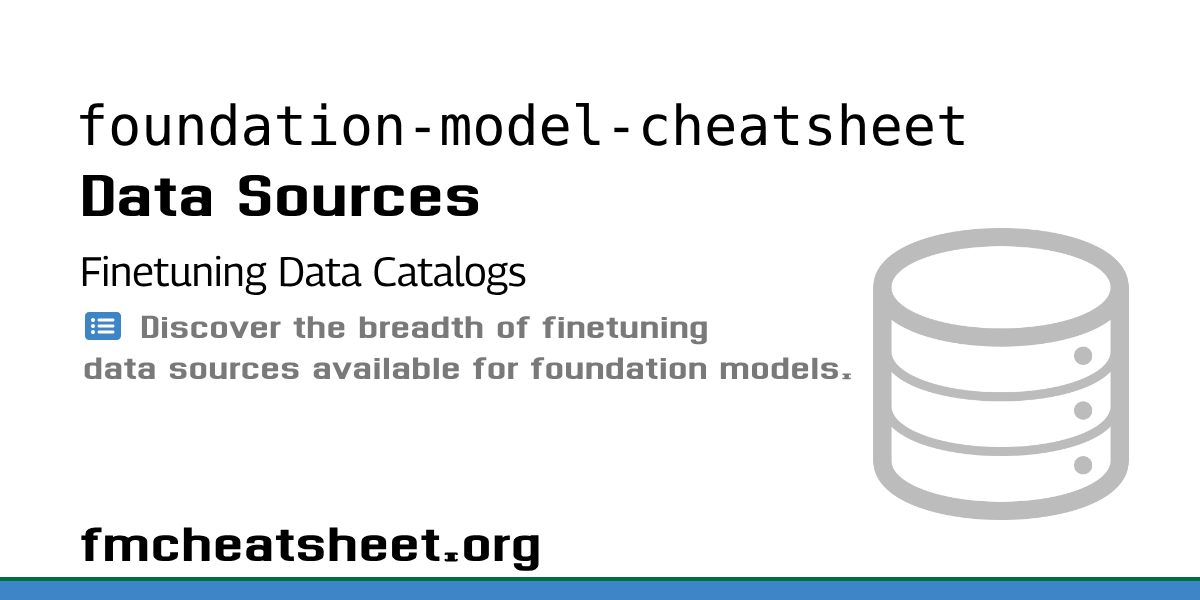 foundation-model-cheatsheet
Data Sources
Finetuning Data Catalogs
Discover the breadth of finetuning
data sources available for foundation models.
fmcheatsheet.org